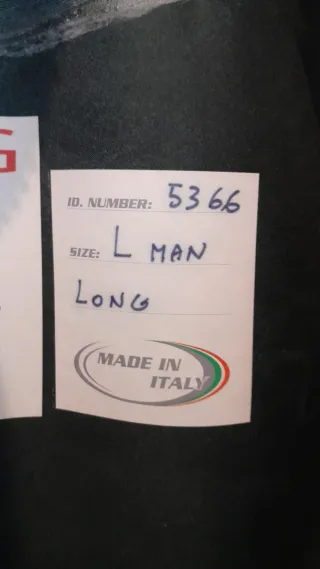 G
ID. NUMBER: 5366
SIZE: L MAN
LONG
MADE IN
ITALY